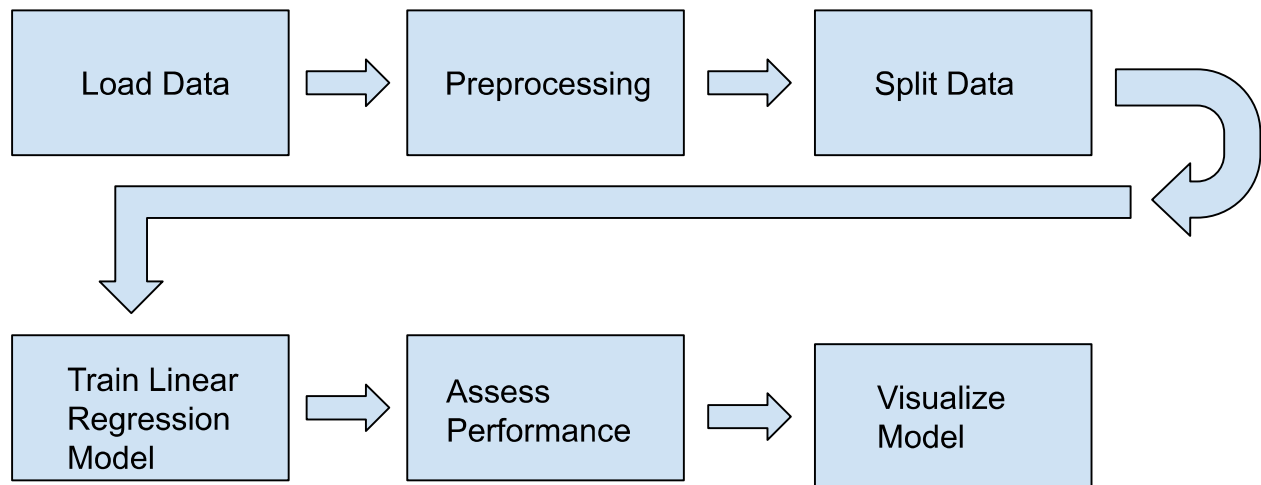 Load Data
Preprocessing
Split Data
Train Linear
Regression
Model
Assess
Performance
Visualize
Model